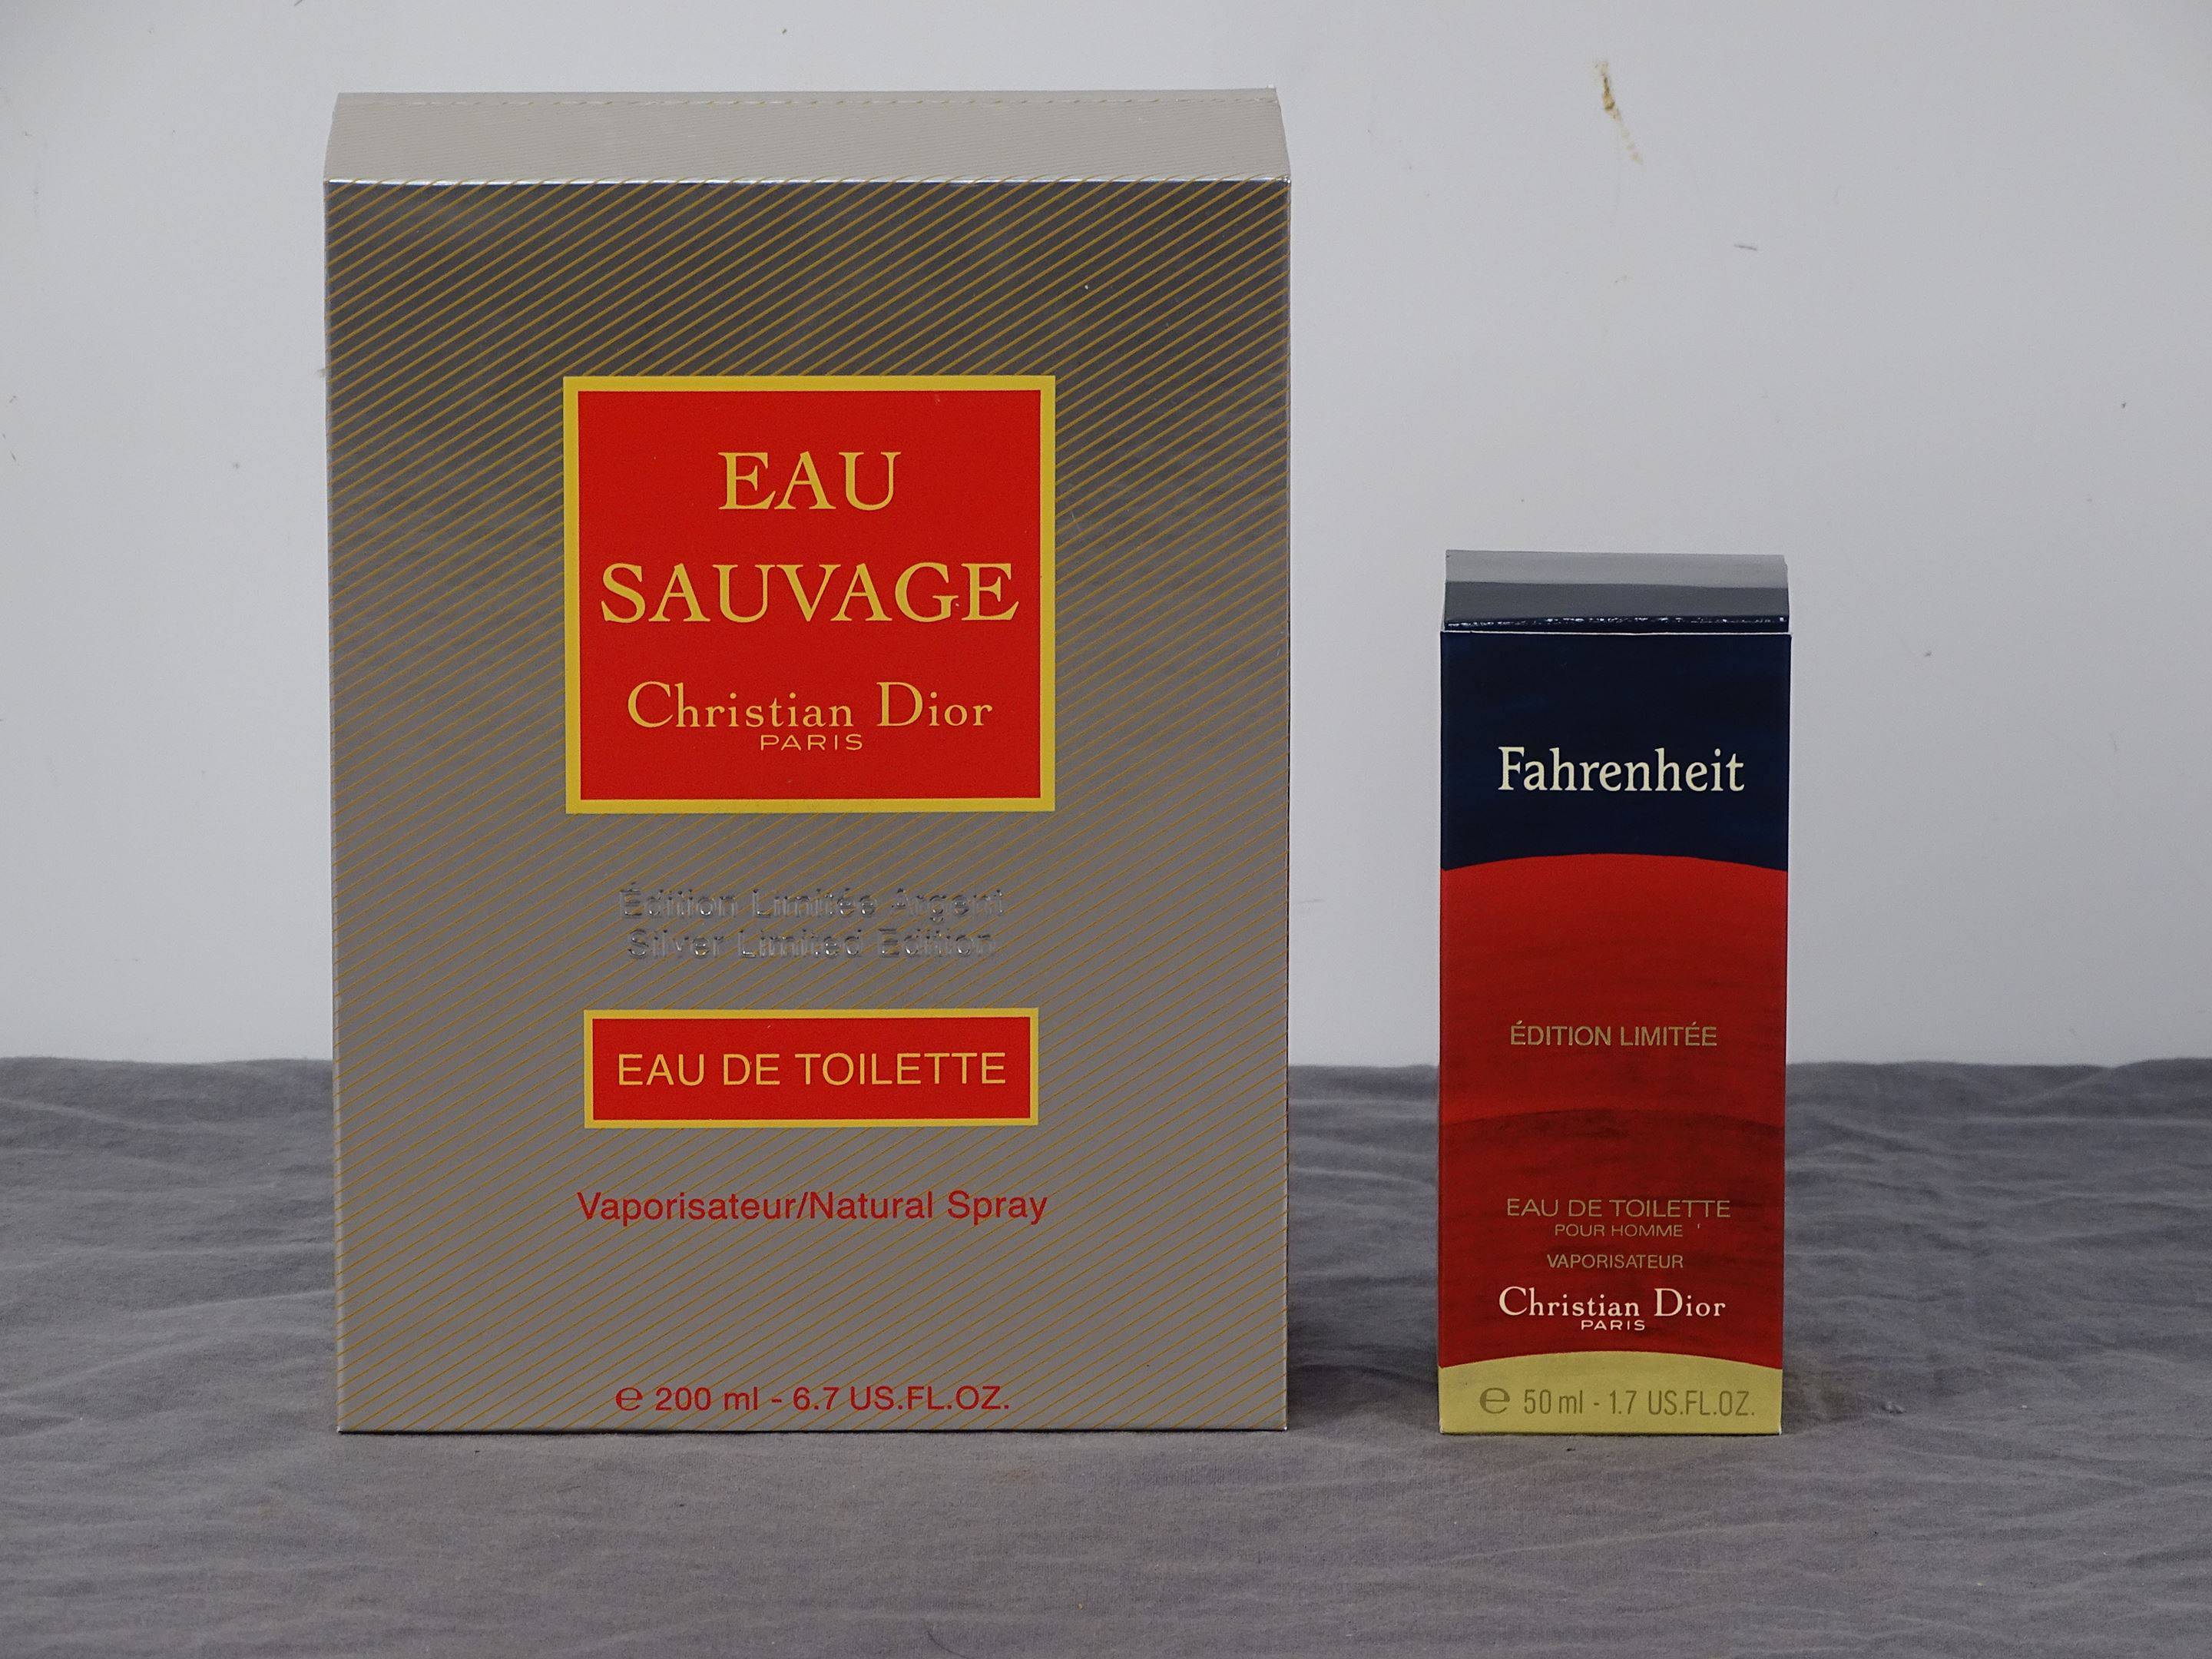 EAU
SAUVAGE
Christian Dior
PARIS
Édition Limitée Argent
Silver Limited Edition
EAU DE TOILETTE
Vaporisateur/Natural Spray
℮ 200 ml - 6.7 US.FL.OZ.
Fahrenheit
ÉDITION LIMITÉE
EAU DE TOILETTE
POUR HOMME
VAPORISATEUR
Christian Dior
PARIS
℮ 50 ml - 1.7 US.FL.OZ.